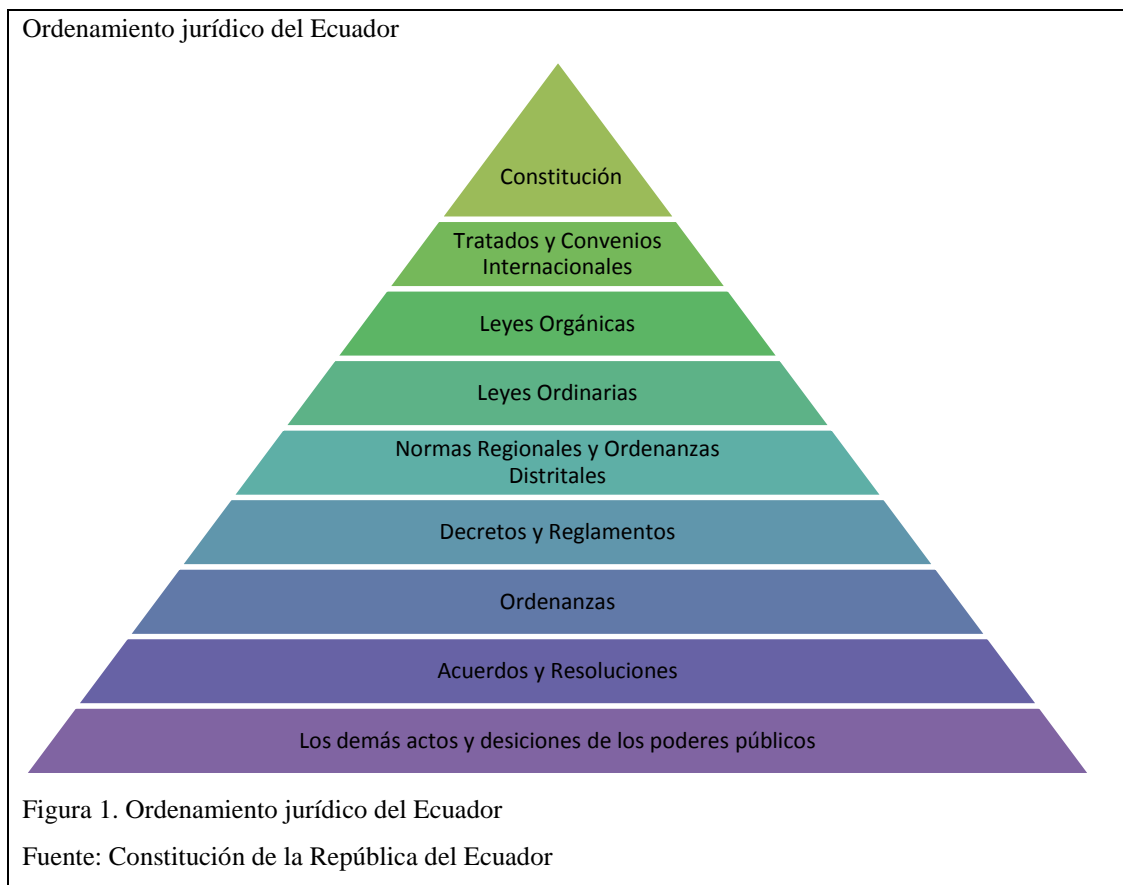 Ordenamiento jurídico del Ecuador
Constitución
Tratados y Convenios
Internacionales
Leyes Orgánicas
Leyes Ordinarias
Normas Regionales y Ordenanzas
Distritales
Decretos y Reglamentos
Ordenanzas
Acuerdos y Resoluciones
Los demás actos y desiciones de los poderes públicos
Figura 1. Ordenamiento jurídico del Ecuador
Fuente: Constitución de la República del Ecuador